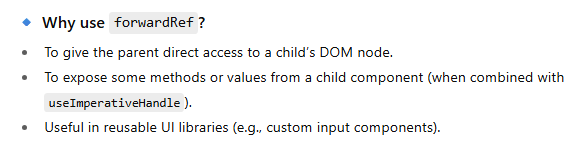 Why use forwardRef?
To give the parent direct access to a child's DOM node.
To expose some methods or values from a child component (when combined with
useImperativeHandle).
Useful in reusable UI libraries (e.g., custom input components).